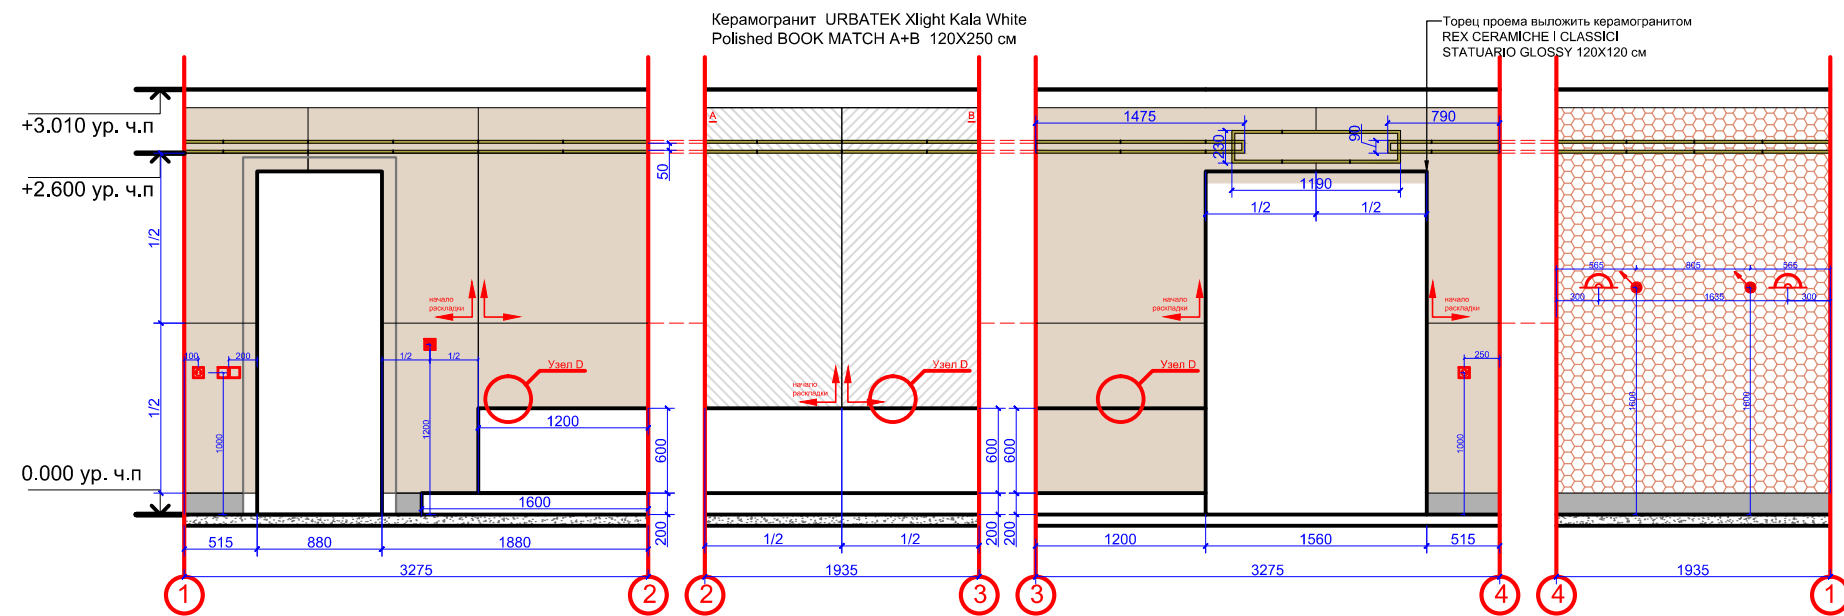 Керамогранит URBATEK Xlight Kala White
Polished BOOK MATCH A+B 120X250 см
Торец проема выложить керамогранитом
REX CERAMICHE I CLASSICI
STATUARIO GLOSSY 120X120 см
+3.010 ур. ч.п
+2.600 ур. ч.п
0.000 ур. ч.п
1/2
1/2
50
100
200
1000
1/2
1/2
1200
начало
раскладки
Узел D
1200
600
1600
200
515
880
1880
3275
1
2
A
B
начало
раскладки
Узел D
600
200
1/2
1/2
1935
2
3
1475
790
230
90
1190
1/2
1/2
начало
раскладки
начало
раскладки
Узел D
600
200
250
1000
1200
1560
515
3275
3
4
565
805
565
300
1635
300
1600
1600
1935
4
1